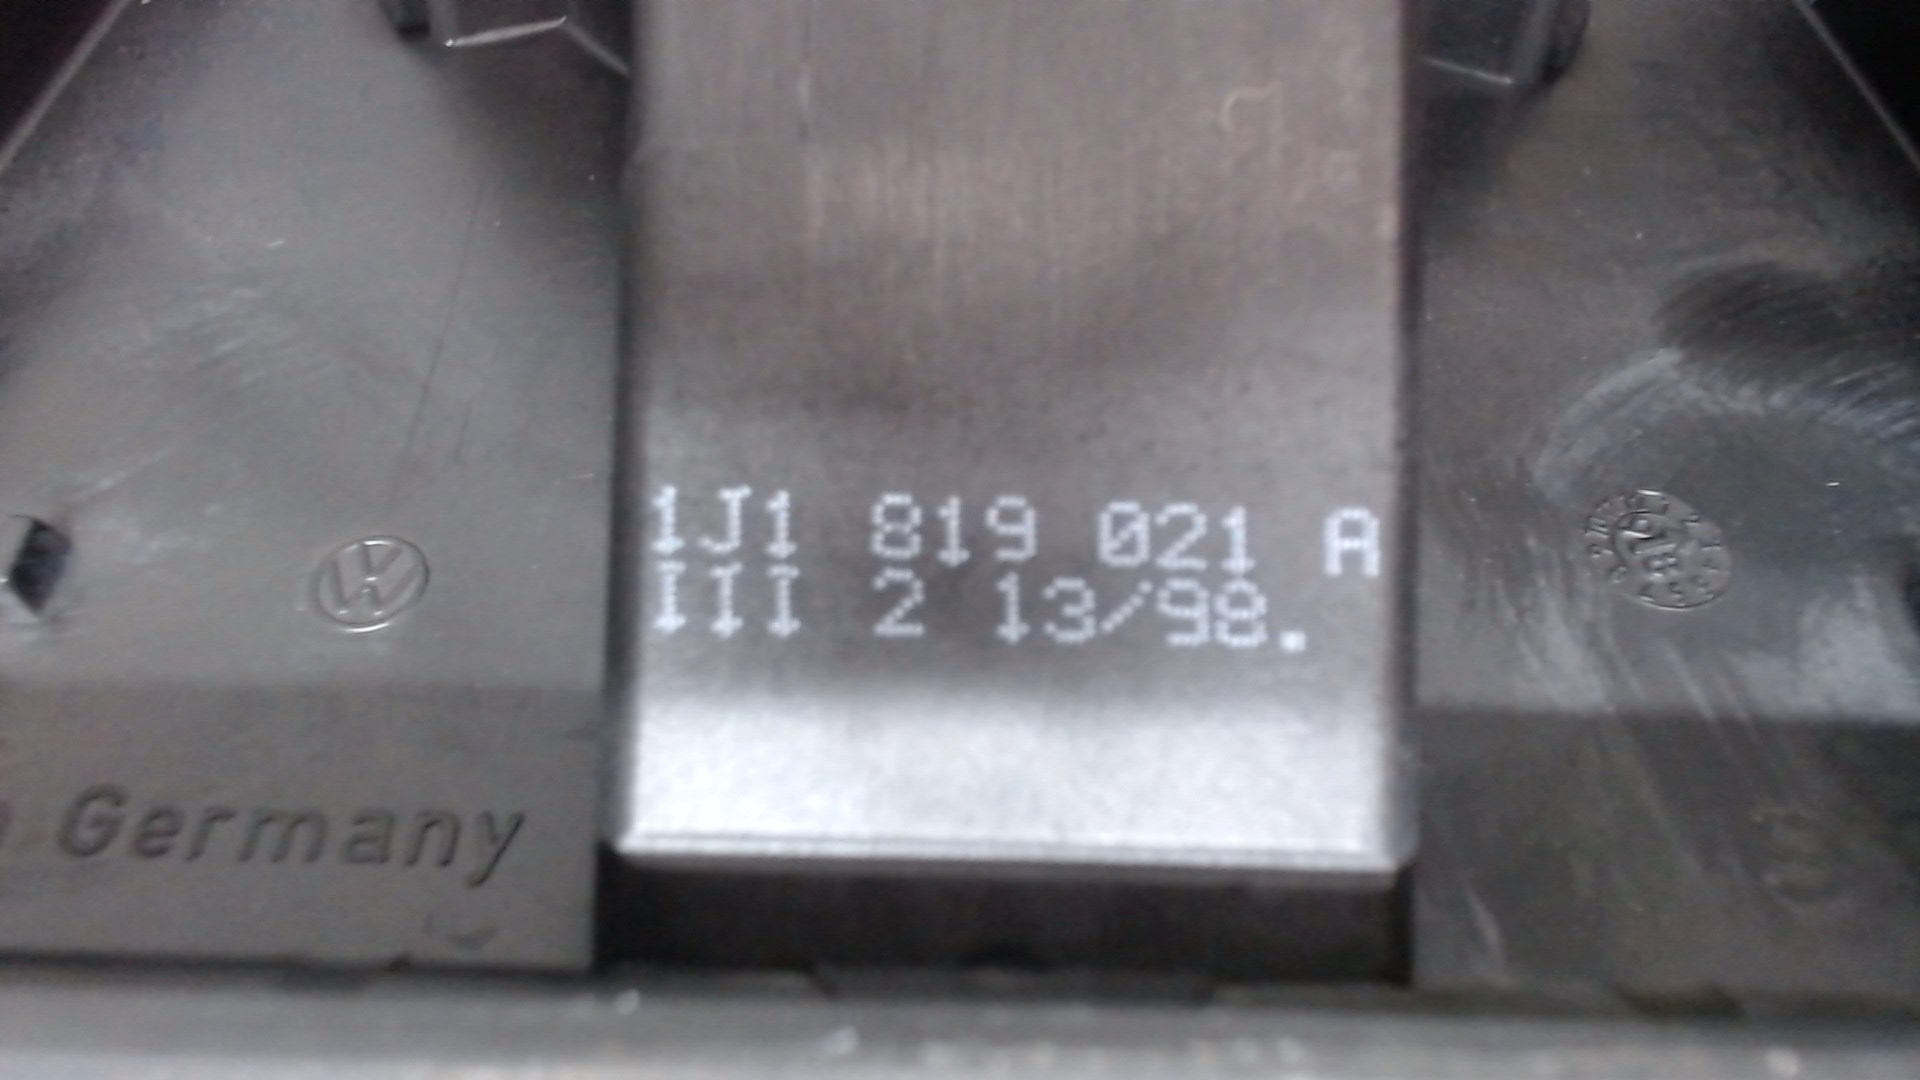 1J1 819 021 A
III 2 13/98.
Germany